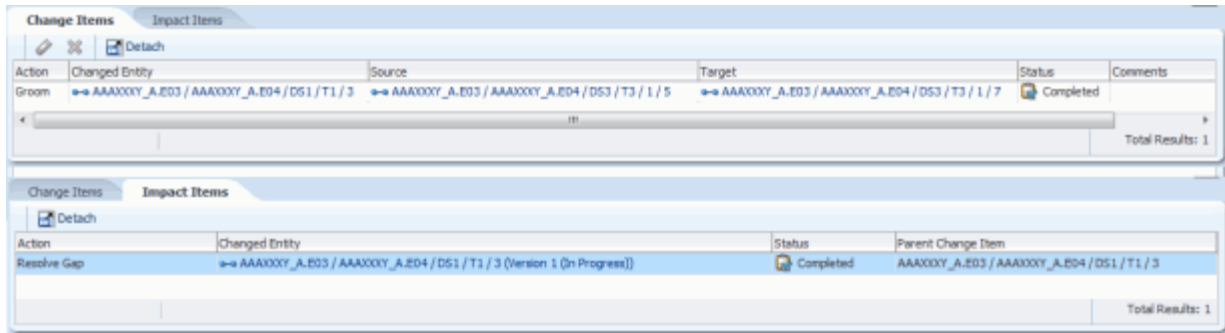 Change Items Impact Items
Detach
Action Changed Entity Source Target Status Comments
Groom AAAXXXY_A.E03 / AAAXXXY_A.E04 / DS1 / T1 / 3 AAAXXXY_A.E03 / AAAXXXY_A.E04 / DS3 / T3 / 1 / 5 AAAXXXY_A.E03 / AAAXXXY_A.E04 / DS3 / T3 / 1 / 7 Completed
Total Results: 1
Change Items Impact Items
Detach
Action Changed Entity Status Parent Change Item
Resolve Gap AAAXXXY_A.E03 / AAAXXXY_A.E04 / DS1 / T1 / 3 (Version 1 (In Progress)) Completed AAAXXXY_A.E03 / AAAXXXY_A.E04 / DS1 / T1 / 3
Total Results: 1